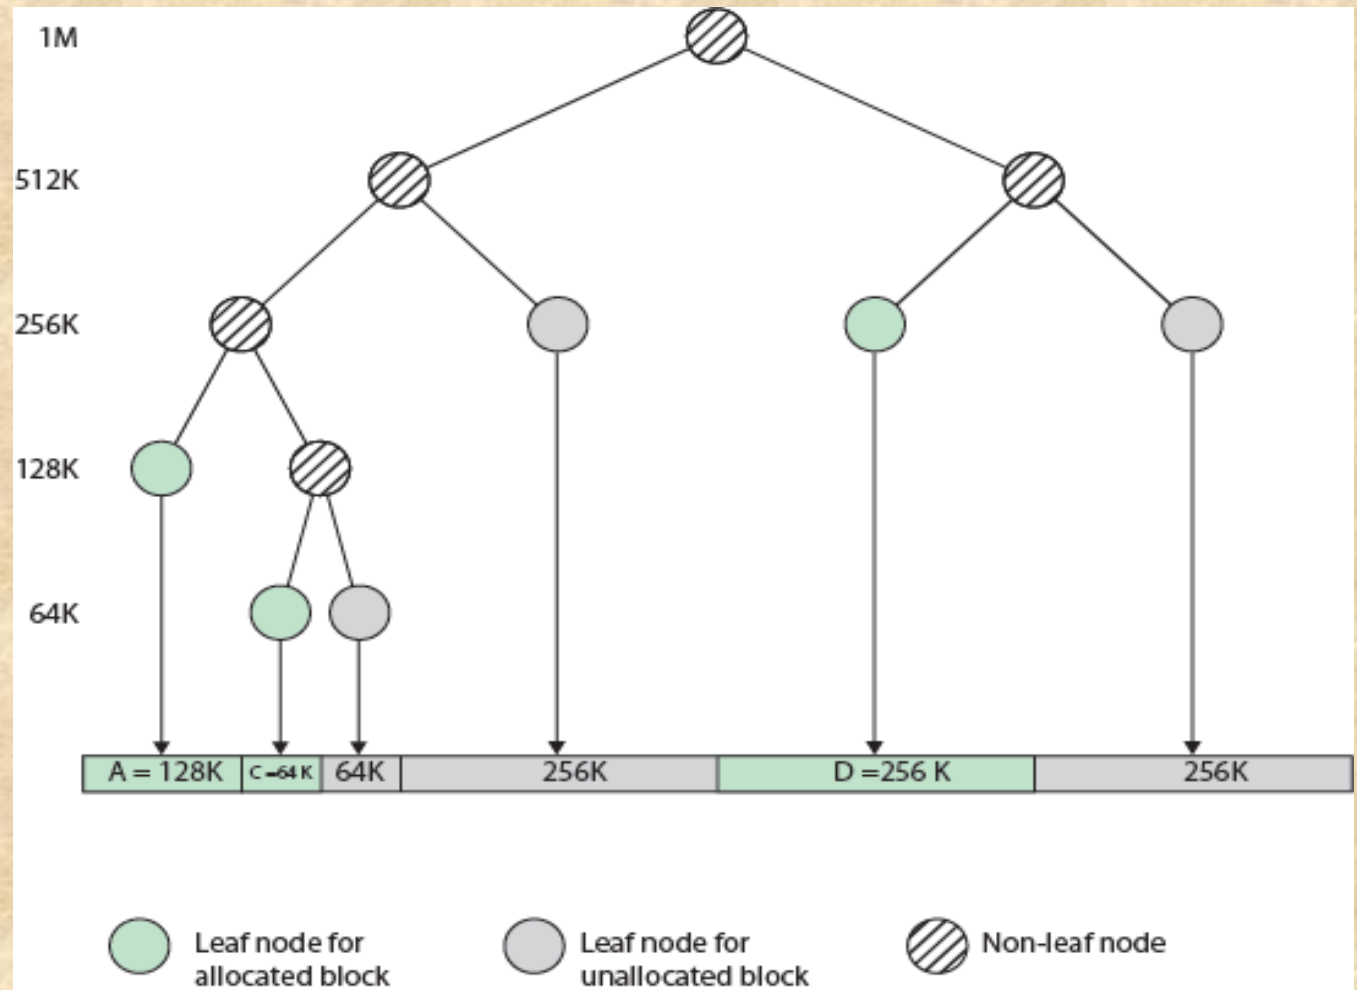 1M
512K
256K
128K
64K
A = 128K
C =64 K
64K
256K
D =256 K
256K
Leaf node for
allocated block
Leaf node for
unallocated block
Non-leaf node